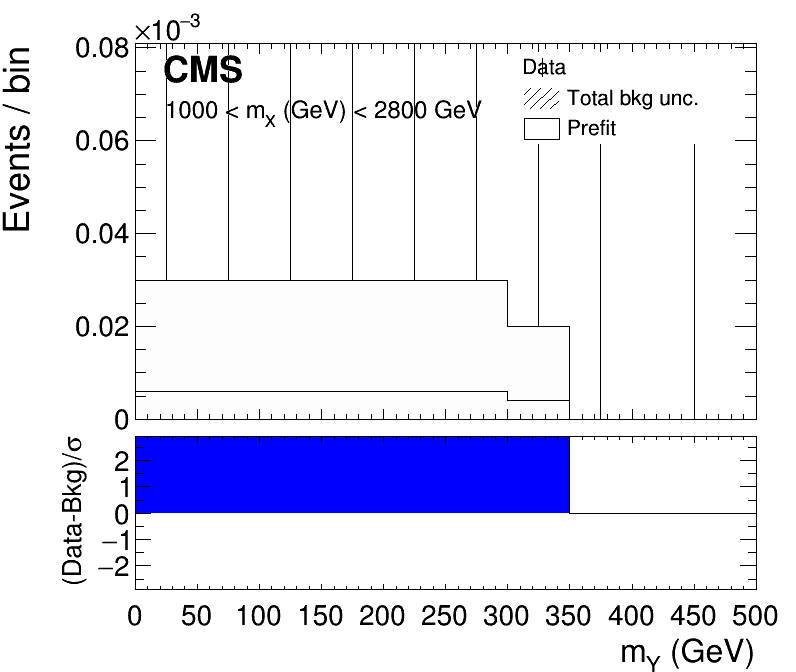 ×10⁻³
Events / bin
0.08
0.06
0.04
0.02
0
CMS
1000 < mX (GeV) < 2800 GeV
Data
Total bkg unc.
Prefit
(Data-Bkg)/σ
2
1
0
−1
−2
0 50 100 150 200 250 300 350 400 450 500
mY (GeV)